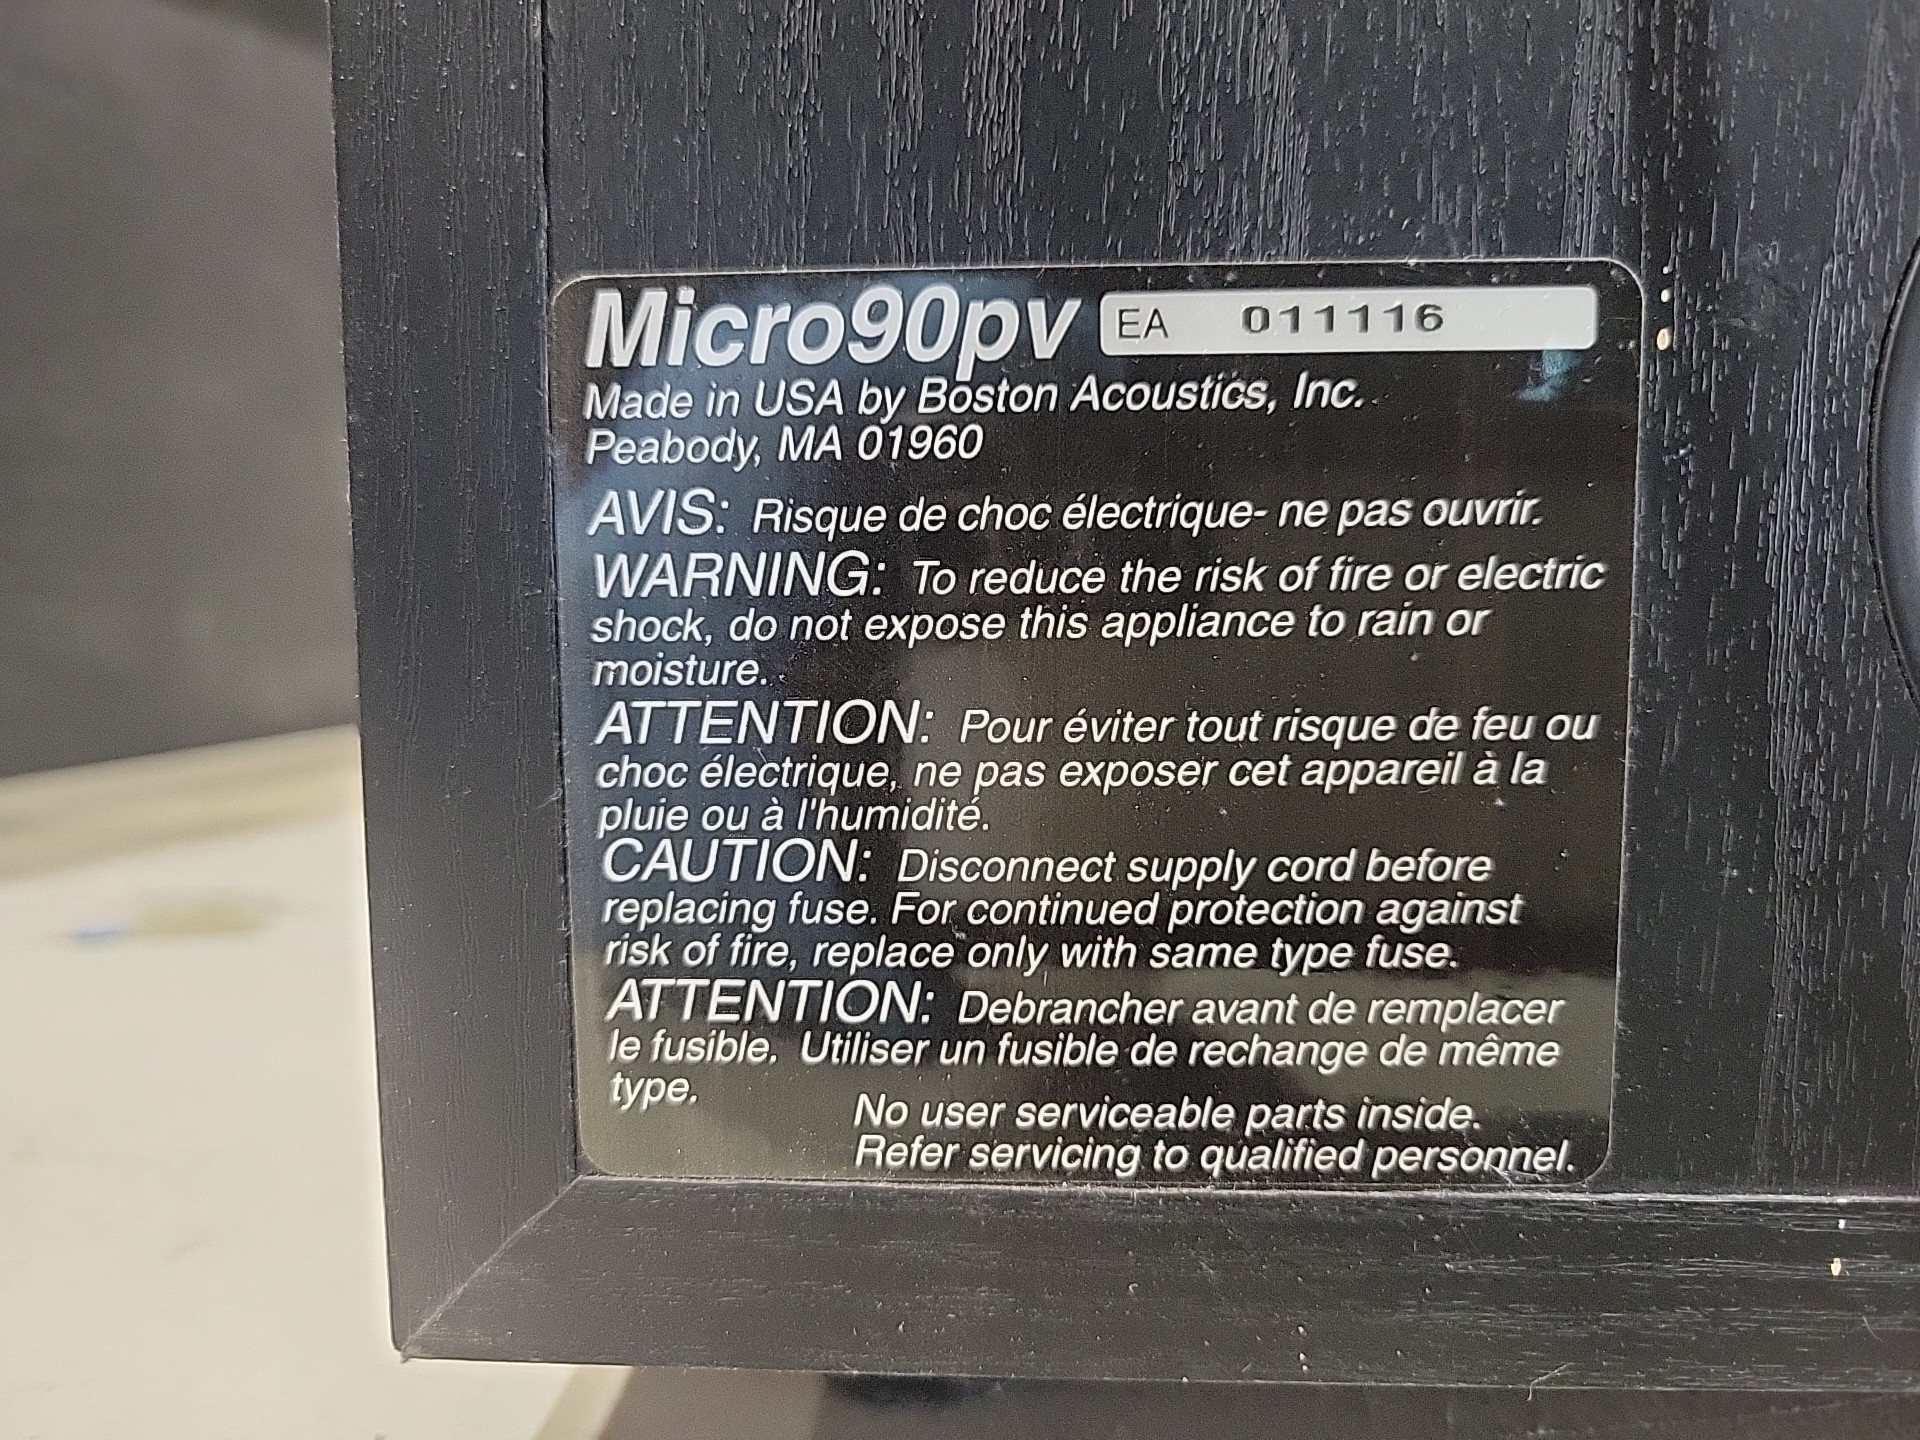 Micro90pv EA 011116
Made in USA by Boston Acoustics, Inc.
Peabody, MA 01960
AVIS: Risque de choc électrique- ne pas ouvrir.
WARNING: To reduce the risk of fire or electric
shock, do not expose this appliance to rain or
moisture.
ATTENTION: Pour éviter tout risque de feu ou
choc électrique, ne pas exposer cet appareil à la
pluie ou à l'humidité.
CAUTION: Disconnect supply cord before
replacing fuse. For continued protection against
risk of fire, replace only with same type fuse.
ATTENTION: Debrancher avant de remplacer
le fusible. Utiliser un fusible de rechange de même
type.
No user serviceable parts inside.
Refer servicing to qualified personnel.